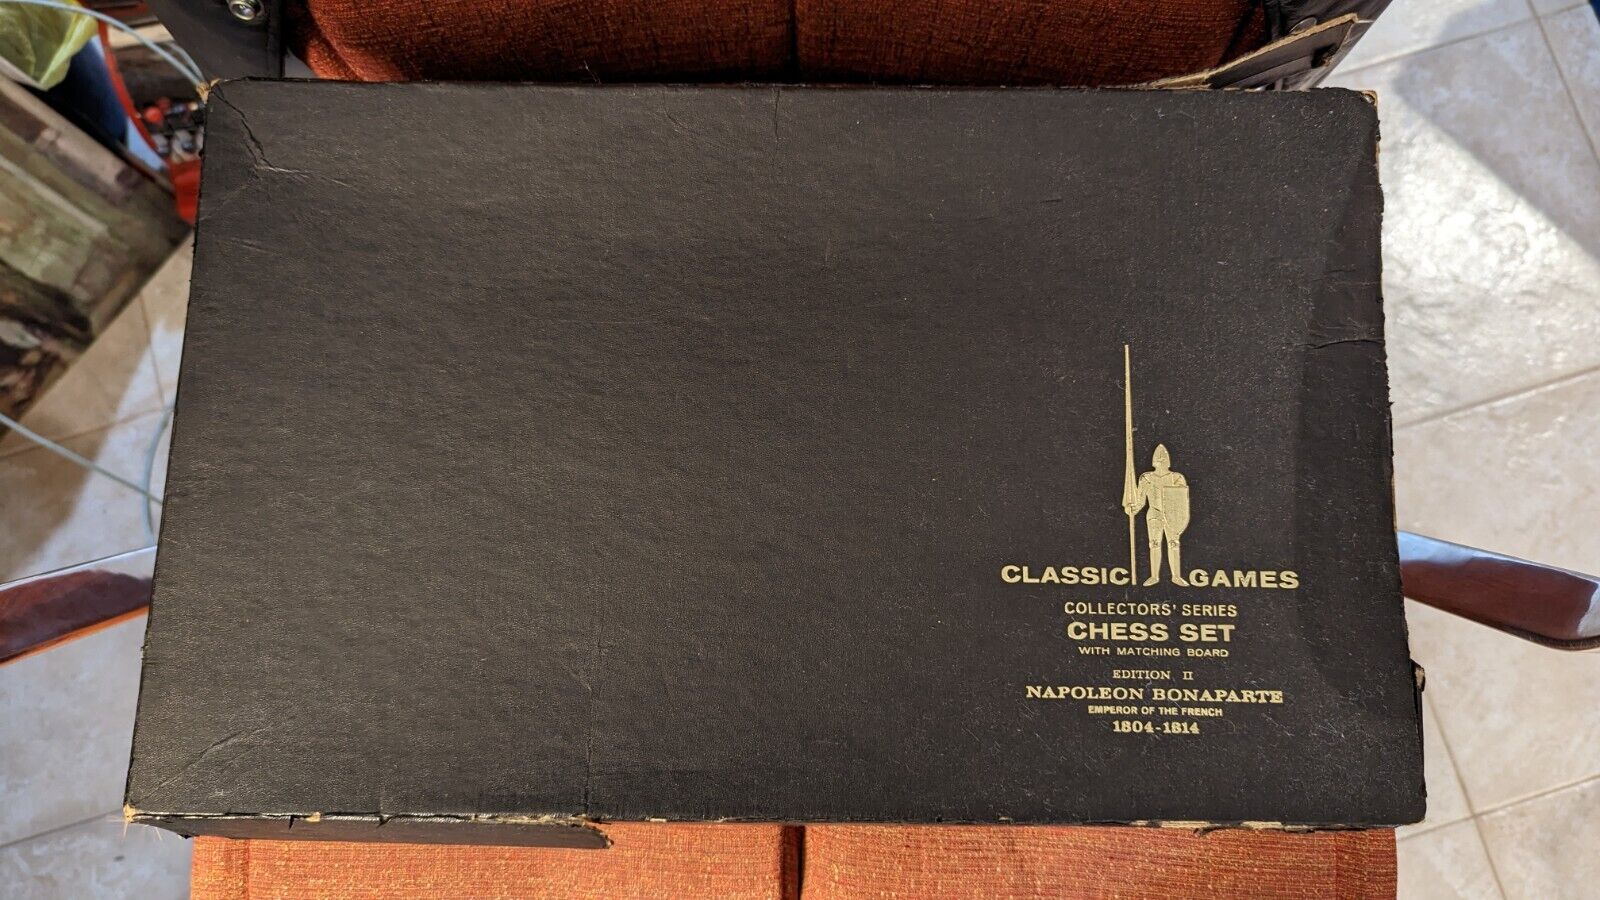 CLASSIC GAMES
COLLECTORS' SERIES
CHESS SET
WITH MATCHING BOARD
EDITION II
NAPOLEON BONAPARTE
EMPEROR OF THE FRENCH
1804-1814